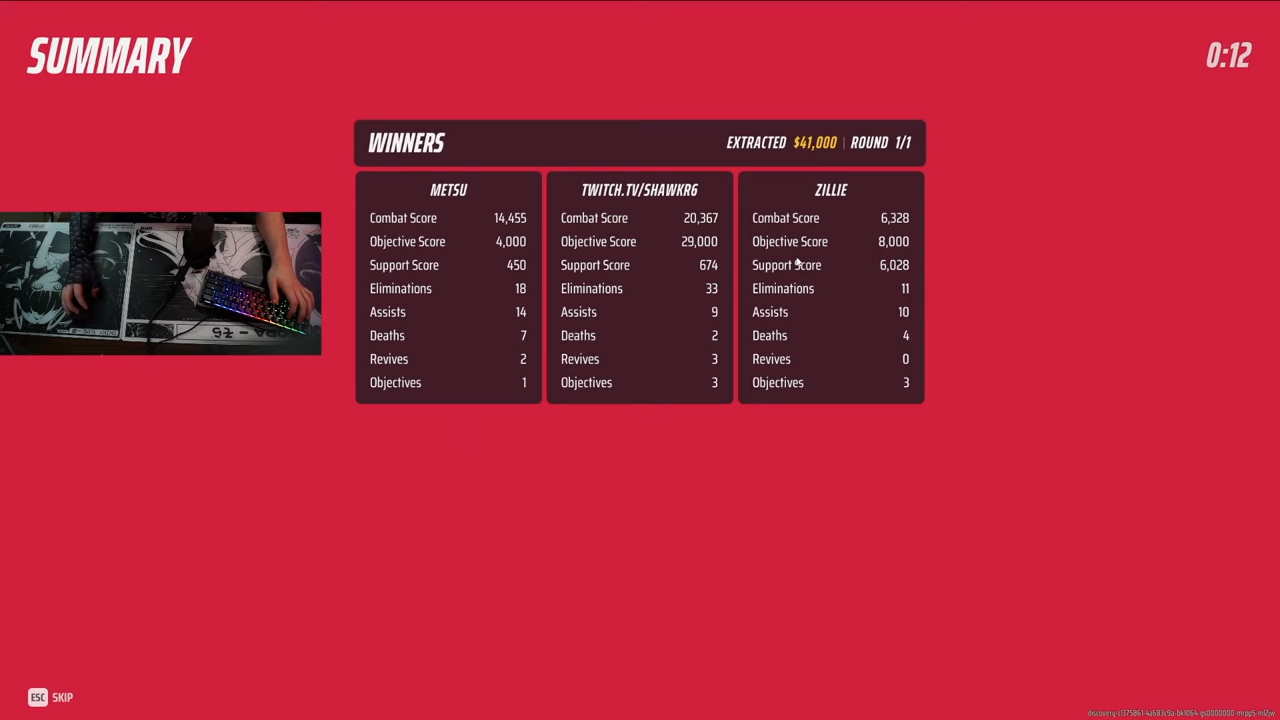 SUMMARY
0:12
WINNERS
EXTRACTED $41,000 | ROUND 1/1
METSU
Combat Score 14,455
Objective Score 4,000
Support Score 450
Eliminations 18
Assists 14
Deaths 7
Revives 2
Objectives 1
TWITCH.TV/SHAWKR6
Combat Score 20,367
Objective Score 29,000
Support Score 674
Eliminations 33
Assists 9
Deaths 2
Revives 3
Objectives 3
ZILLIE
Combat Score 6,328
Objective Score 8,000
Support Score 6,028
Eliminations 11
Assists 10
Deaths 4
Revives 0
Objectives 3
ESC SKIP